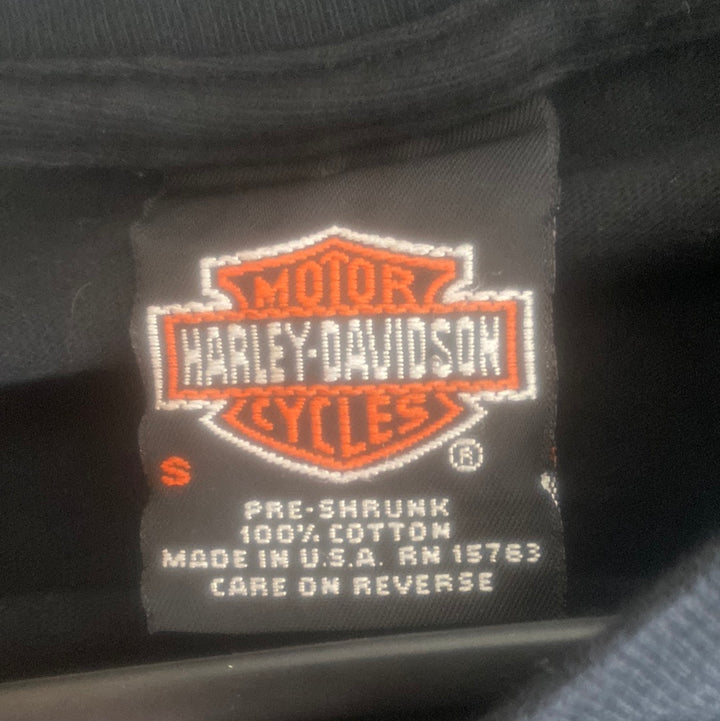 MOTOR
HARLEY-DAVIDSON
CYCLES
®
S
PRE-SHRUNK
100% COTTON
MADE IN U.S.A. RN 15763
CARE ON REVERSE